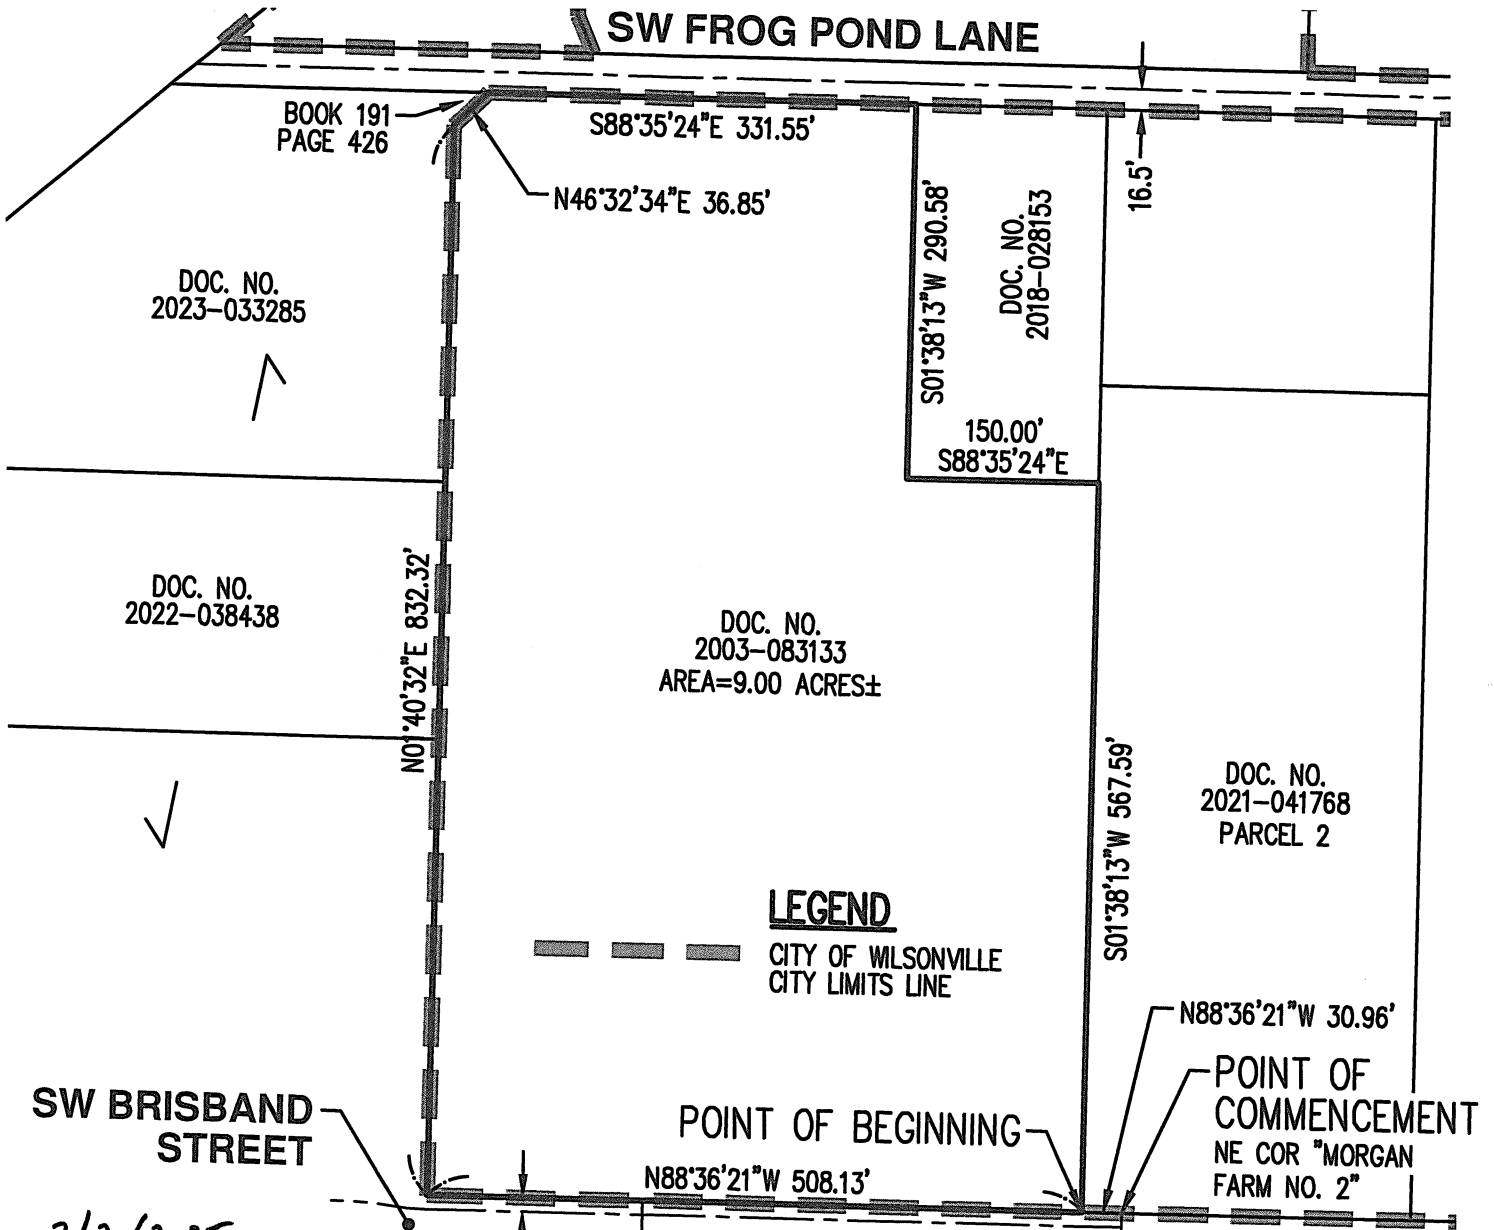 SW FROG POND LANE
BOOK 191
PAGE 426
S88°35'24"E 331.55'
N46°32'34"E 36.85'
16.5'
S01°38'13"W 290.58'
DOC. NO.
2018-028153
DOC. NO.
2023-033285
150.00'
S88°35'24"E
DOC. NO.
2022-038438
N01°40'32"E 832.32'
DOC. NO.
2003-083133
AREA=9.00 ACRES±
S01°38'13"W 567.59'
DOC. NO.
2021-041768
PARCEL 2
LEGEND
CITY OF WILSONVILLE
CITY LIMITS LINE
N88°36'21"W 30.96'
POINT OF
COMMENCEMENT
NE COR "MORGAN
FARM NO. 2"
SW BRISBAND
STREET
POINT OF BEGINNING
N88°36'21"W 508.13'